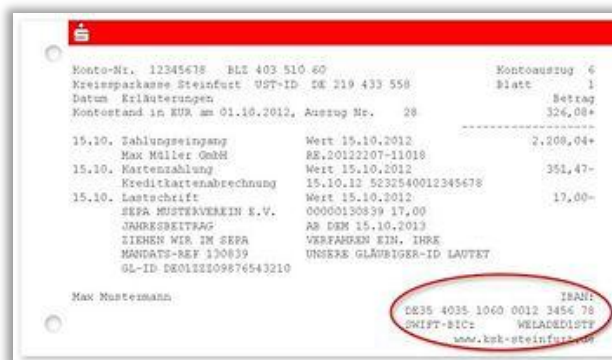 Konto-Nr. 12345678 BLZ 403 510 60 Kontoauszug 6
Kreissparkasse Steinfurt UST-ID DE 219 433 558 Blatt 1
Datum Erläuterungen Betrag
Kontostand in EUR am 01.10.2012, Auszug Nr. 28 326,08+
15.10. Zahlungseingang Wert 15.10.2012 2.208,04+
Max Müller GmbH RE.20122207-11018
15.10. Kartenzahlung Wert 15.10.2012 351,47-
Kreditkartenabrechnung 15.10.12 5232540012345678
15.10. Lastschrift Wert 15.10.2012 17,00-
SEPA MUSTERVEREIN E.V. 00000130839 17,00
JAHRESBEITRAG AB DEM 15.10.2013
ZIEHEN WIR IM SEPA VERFAHREN EIN. IHRE
MANDATS-REF 130839 UNSERE GLÄUBIGER-ID LAUTET
GL-ID DE01ZZZ09876543210
Max Mustermann IBAN:
DE35 4035 1060 0012 3456 78
SWIFT-BIC: WELADED1STF
www.ksk-steinfurt.de